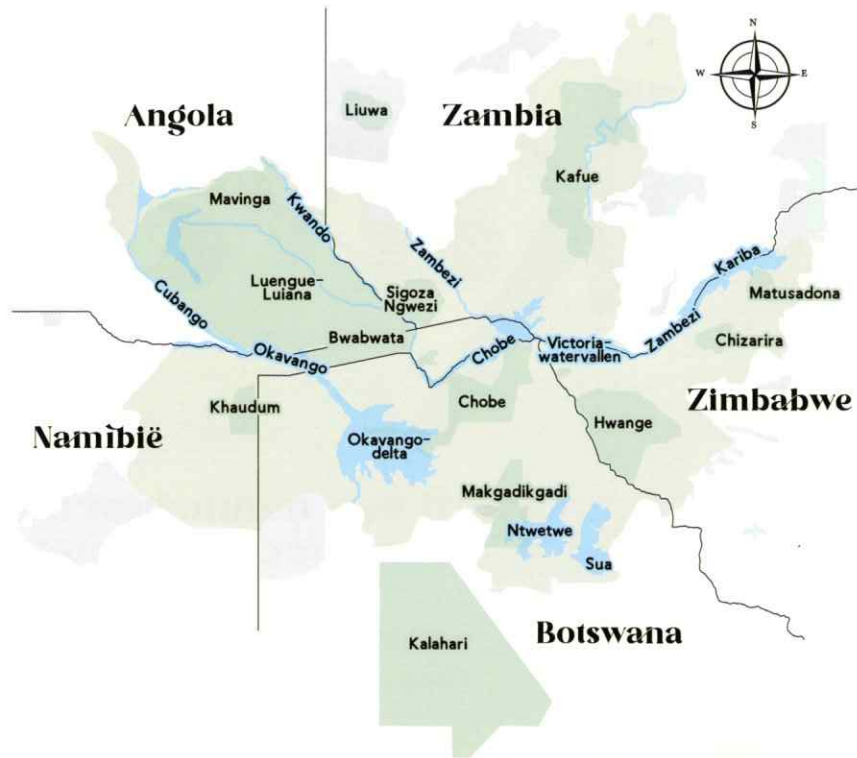 N
W
E
S
Angola
Zambia
Liuwa
Kafue
Mavinga
Kwando
Zambezi
Kariba
Luengue-
Luiana
Sigoza
Ngwezi
Matusadona
Cubango
Bwabwata
Zambezi
Chizarira
Okavango
Chobe
Victoria-
watervallen
Khaudum
Chobe
Hwange
Zimbabwe
Namibië
Okavango-
delta
Makgadikgadi
Ntwetwe
Sua
Botswana
Kalahari